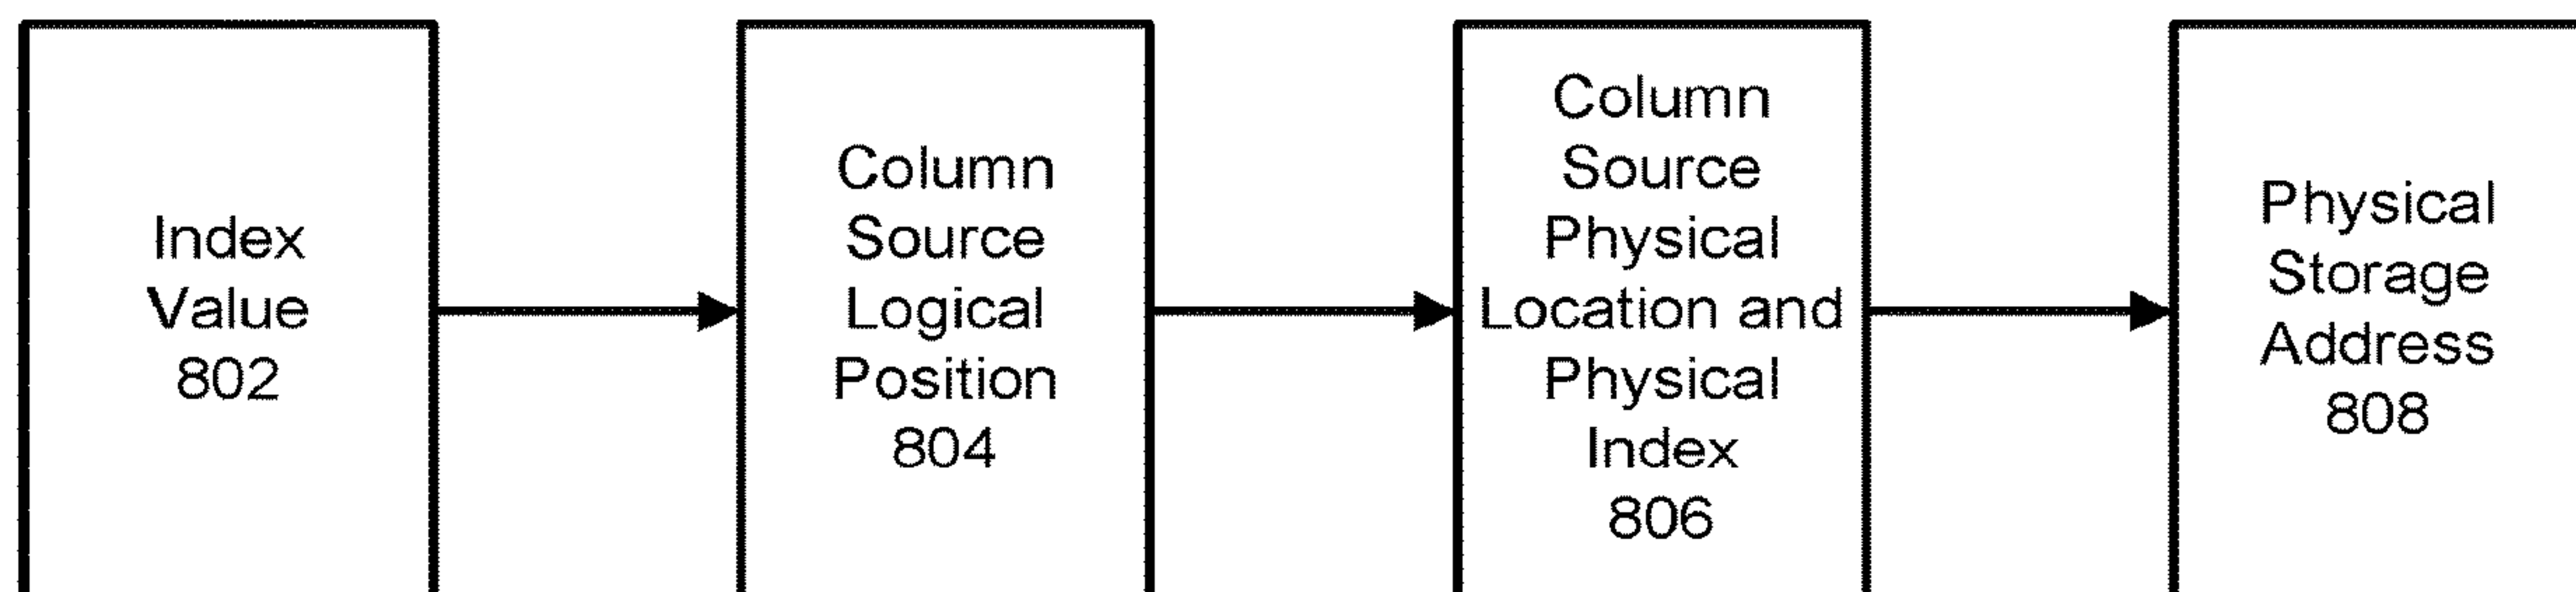 Index
Value
802
Column
Source
Logical
Position
804
Column
Source
Physical
Location and
Physical
Index
806
Physical
Storage
Address
808